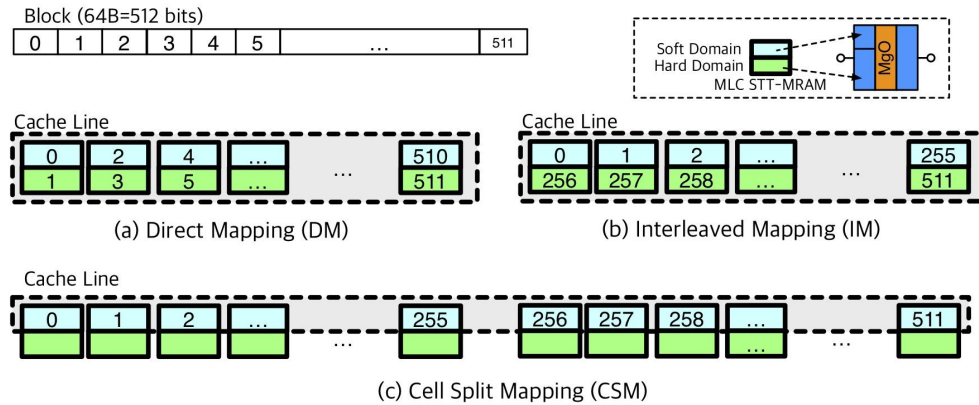 Block (64B=512 bits)
0 1 2 3 4 5 ... 511
Soft Domain
Hard Domain
MgO
MLC STT-MRAM
Cache Line
0 2 4 ... 510
1 3 5 ... ... 511
(a) Direct Mapping (DM)
Cache Line
0 1 2 ... 255
256 257 258 ... ... 511
(b) Interleaved Mapping (IM)
Cache Line
0 1 2 ... 255 256 257 258 ... 511
... ... ...
(c) Cell Split Mapping (CSM)